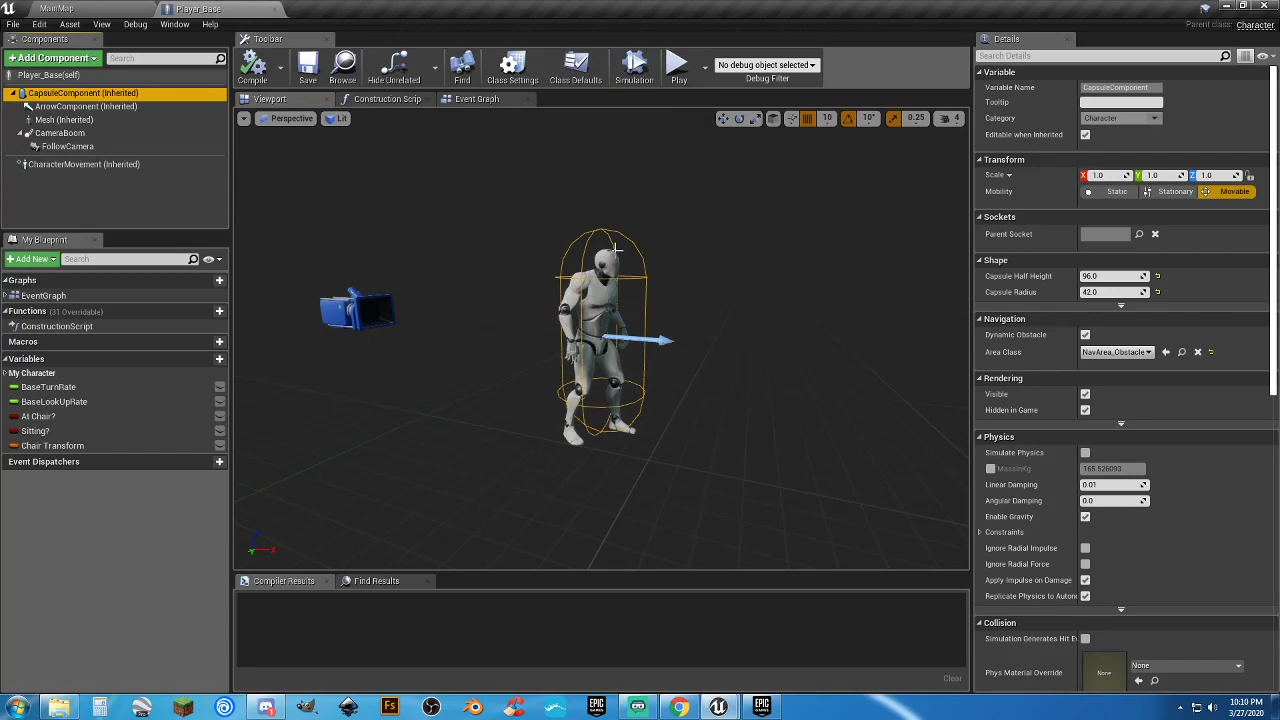 MainMap
Player_Base
File Edit Asset View Debug Window Help
Parent class: Character
Components
+Add Component
Search
Player_Base(self)
CapsuleComponent (Inherited)
ArrowComponent (Inherited)
Mesh (Inherited)
CameraBoom
FollowCamera
CharacterMovement (Inherited)
My Blueprint
+Add New
Search
Graphs
EventGraph
Functions (31 Overridable)
ConstructionScript
Macros
Variables
My Character
BaseTurnRate
BaseLookUpRate
At Chair?
Sitting?
Chair Transform
Event Dispatchers
Toolbar
Compile
Save
Browse
Hide Unrelated
Find
Class Settings
Class Defaults
Simulation
Play
No debug object selected
Debug Filter
Viewport
Construction Scrip
Event Graph
Perspective
Lit
10
10°
0.25
4
Compiler Results
Find Results
Clear
Details
Search Details
Variable
Variable Name CapsuleComponent
Tooltip
Category Character
Editable when Inherited
Transform
Scale X 1.0 Y 1.0 Z 1.0
Mobility Static Stationary Movable
Sockets
Parent Socket
Shape
Capsule Half Height 96.0
Capsule Radius 42.0
Navigation
Dynamic Obstacle
Area Class NavArea_Obstacle
Rendering
Visible
Hidden in Game
Physics
Simulate Physics
MassInKg 165.526093
Linear Damping 0.01
Angular Damping 0.0
Enable Gravity
Constraints
Ignore Radial Impulse
Ignore Radial Force
Apply Impulse on Damage
Replicate Physics to Auton
Collision
Simulation Generates Hit Ev
Phys Material Override
None
None
Fs
EPIC GAMES
EPIC GAMES
10:10 PM
3/27/2020